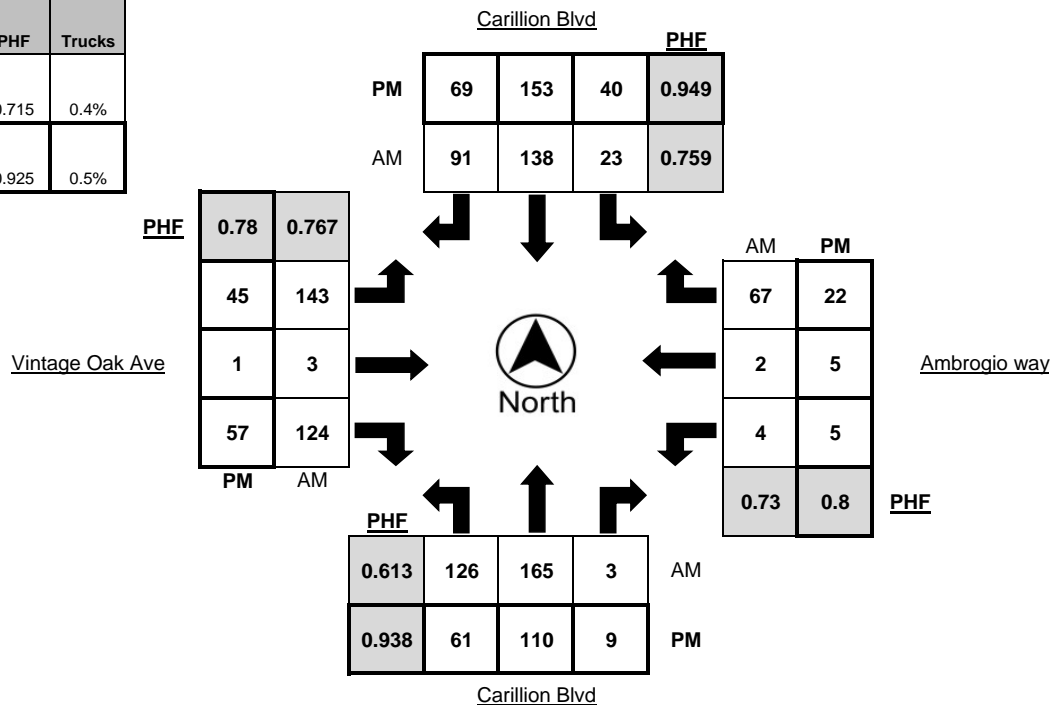 Carillion Blvd
PHF Trucks
PHF
PM 69 153 40 0.949
0.715 0.4%
AM 91 138 23 0.759
0.925 0.5%
PHF 0.78 0.767
AM PM
45 143
67 22
Vintage Oak Ave 1 3
North
2 5 Ambrogio way
57 124
4 5
PM AM
0.73 0.8 PHF
PHF
0.613 126 165 3 AM
0.938 61 110 9 PM
Carillion Blvd